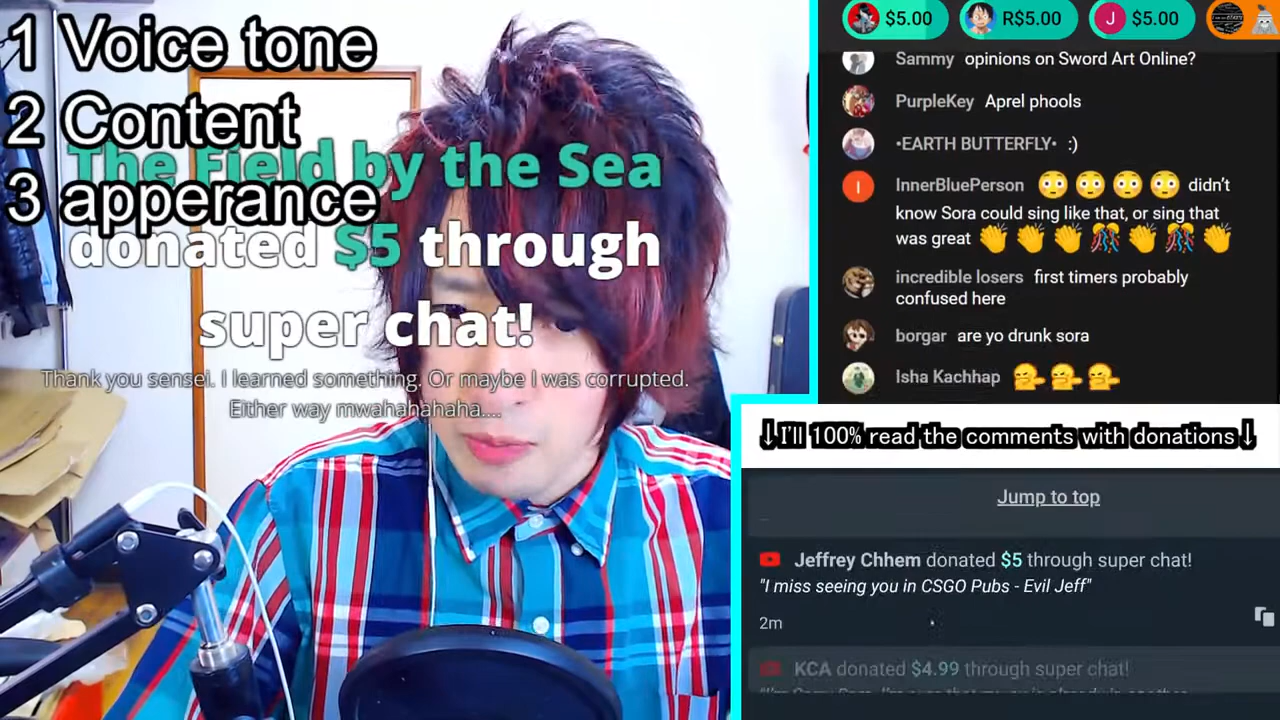 1 Voice tone
2 Content
3 apperance
The Field by the Sea
donated $5 through
super chat!
Thank you sensei. I learned something. Or maybe I was corrupted.
Either way mwahahahaha....
$5.00
R$5.00
J
$5.00
Sammy opinions on Sword Art Online?
PurpleKey Aprel phools
•EARTH BUTTERFLY• :)
I
InnerBluePerson 😳😳😳😳 didn't
know Sora could sing like that, or sing that
was great 👏👏👏🎊👏🎊👏
incredible losers first timers probably
confused here
borgar are yo drunk sora
Isha Kachhap
↓I'll 100% read the comments with donations↓
Jump to top
Jeffrey Chhem donated $5 through super chat!
"I miss seeing you in CSGO Pubs - Evil Jeff"
2m
KCA donated $4.99 through super chat!